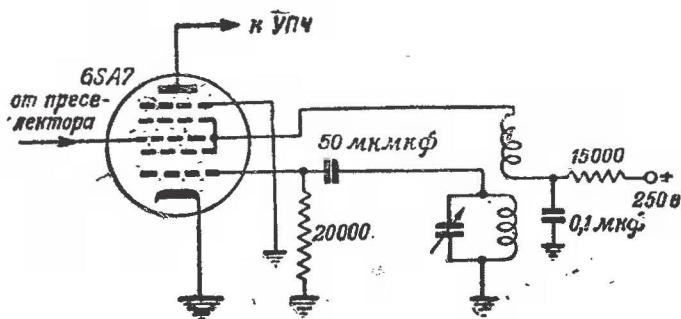 к УПЧ
6SA7
от пресе-
лектора
50 мкмкф
15000
+
250 в
20000.
0,1 мкф